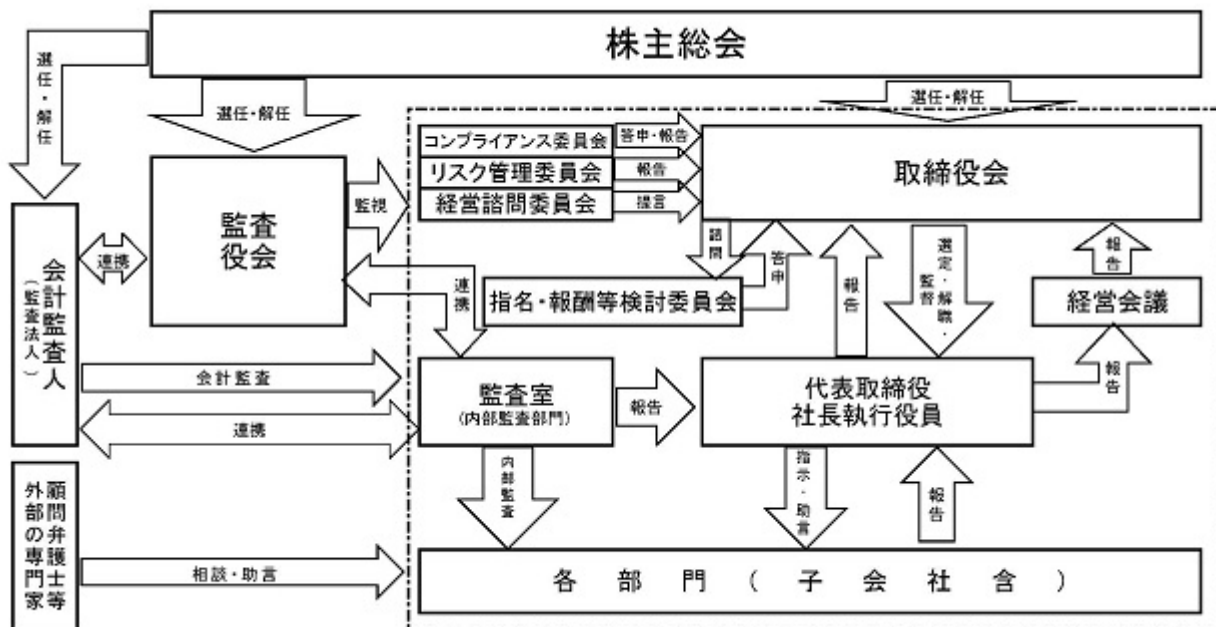 株主総会
選任・解任
選任・解任
選任・解任
コンプライアンス委員会
答申・報告
リスク管理委員会
報告
経営諮問委員会
提言
取締役会
監査
役会
監視
会計監査人
(監査法人)
連携
連携
諮問
答申
指名・報酬等検討委員会
報告
選定・解職・
監督
報告
経営会議
会計監査
連携
監査室
(内部監査部門)
報告
代表取締役
社長執行役員
報告
内部監査
指示・助言
報告
顧問弁護士等
外部の専門家
相談・助言
各部門(子会社含)